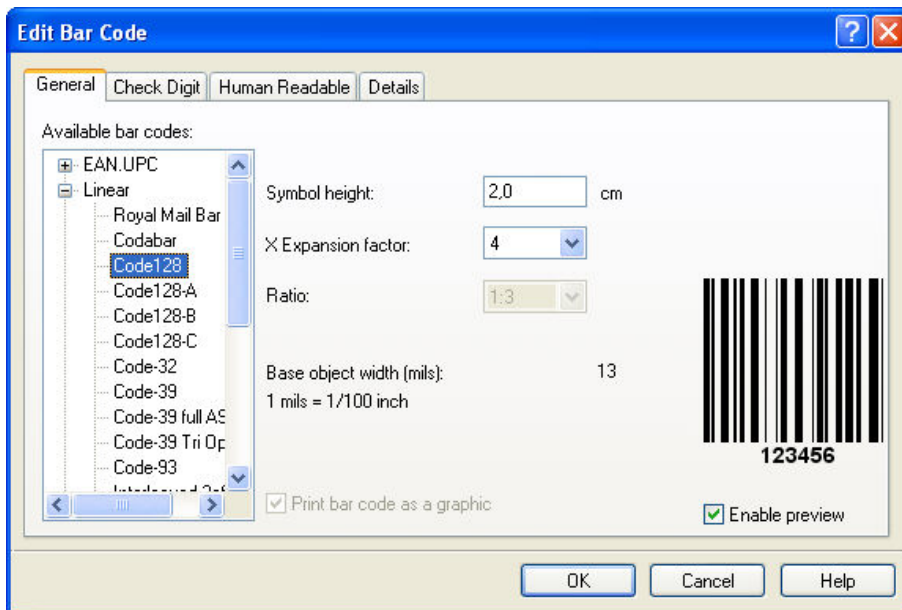 Edit Bar Code
General Check Digit Human Readable Details
Available bar codes:
EAN.UPC
Linear
Royal Mail Bar
Codabar
Code128
Code128-A
Code128-B
Code128-C
Code-32
Code-39
Code-39 full AS
Code-39 Tri Op
Code-93
Symbol height: 2,0 cm
X Expansion factor: 4
Ratio: 1:3
Base object width (mils): 13
1 mils = 1/100 inch
Print bar code as a graphic
123456
Enable preview
OK Cancel Help